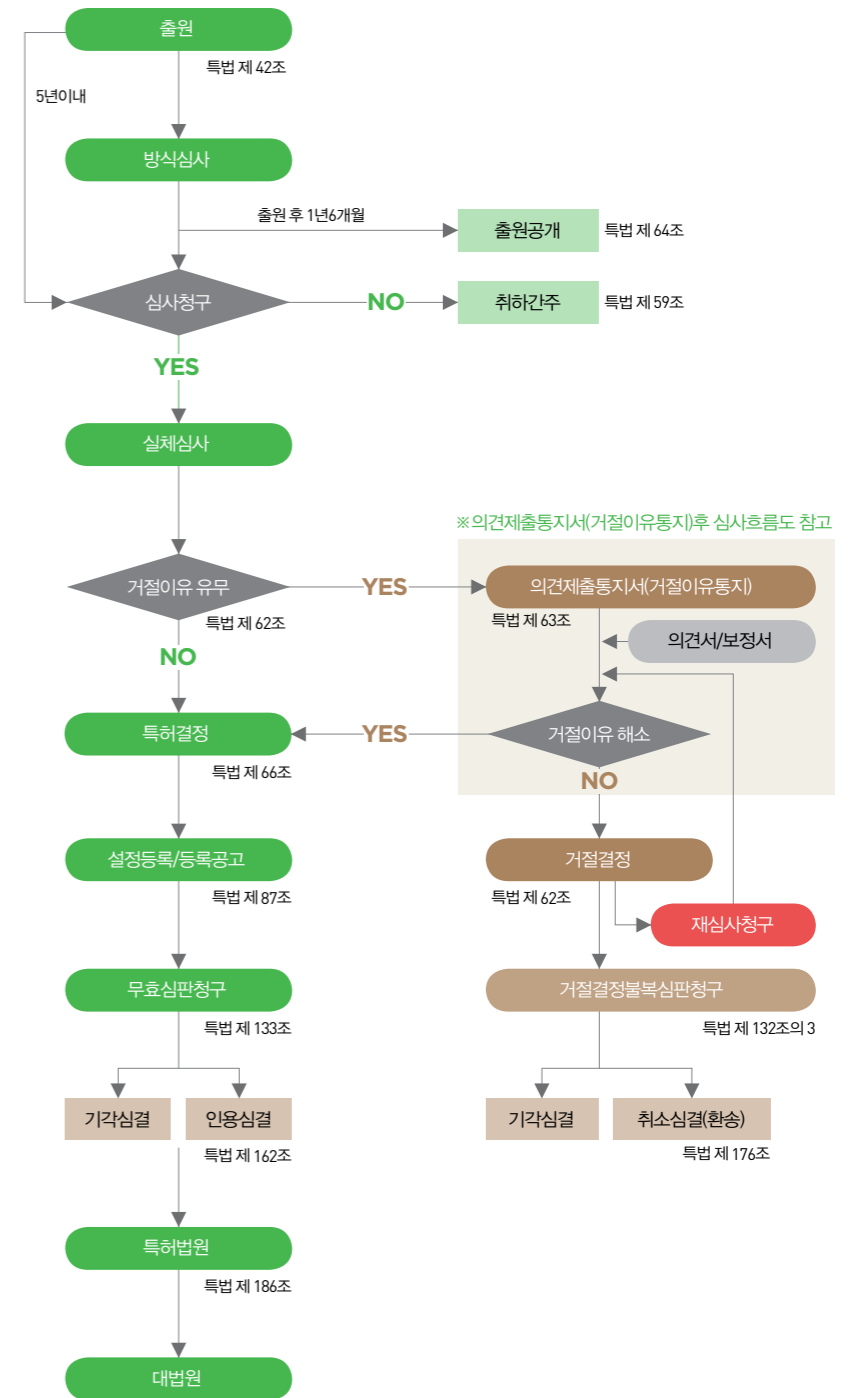 출원
특법 제 42조
5년이내
방식심사
출원 후 1년6개월
출원공개
특법 제 64조
심사청구
NO
취하간주
특법 제 59조
YES
실체심사
※의견제출통지서(거절이유통지)후 심사흐름도 참고
거절이유 유무
YES
의견제출통지서(거절이유통지)
특법 제 62조
특법 제 63조
의견서/보정서
NO
특허결정
YES
거절이유 해소
특법 제 66조
NO
설정등록/등록공고
거절결정
특법 제 87조
특법 제 62조
재심사청구
무효심판청구
거절결정불복심판청구
특법 제 133조
특법 제 132조의 3
기각심결
인용심결
기각심결
취소심결(환송)
특법 제 162조
특법 제 176조
특허법원
특법 제 186조
대법원